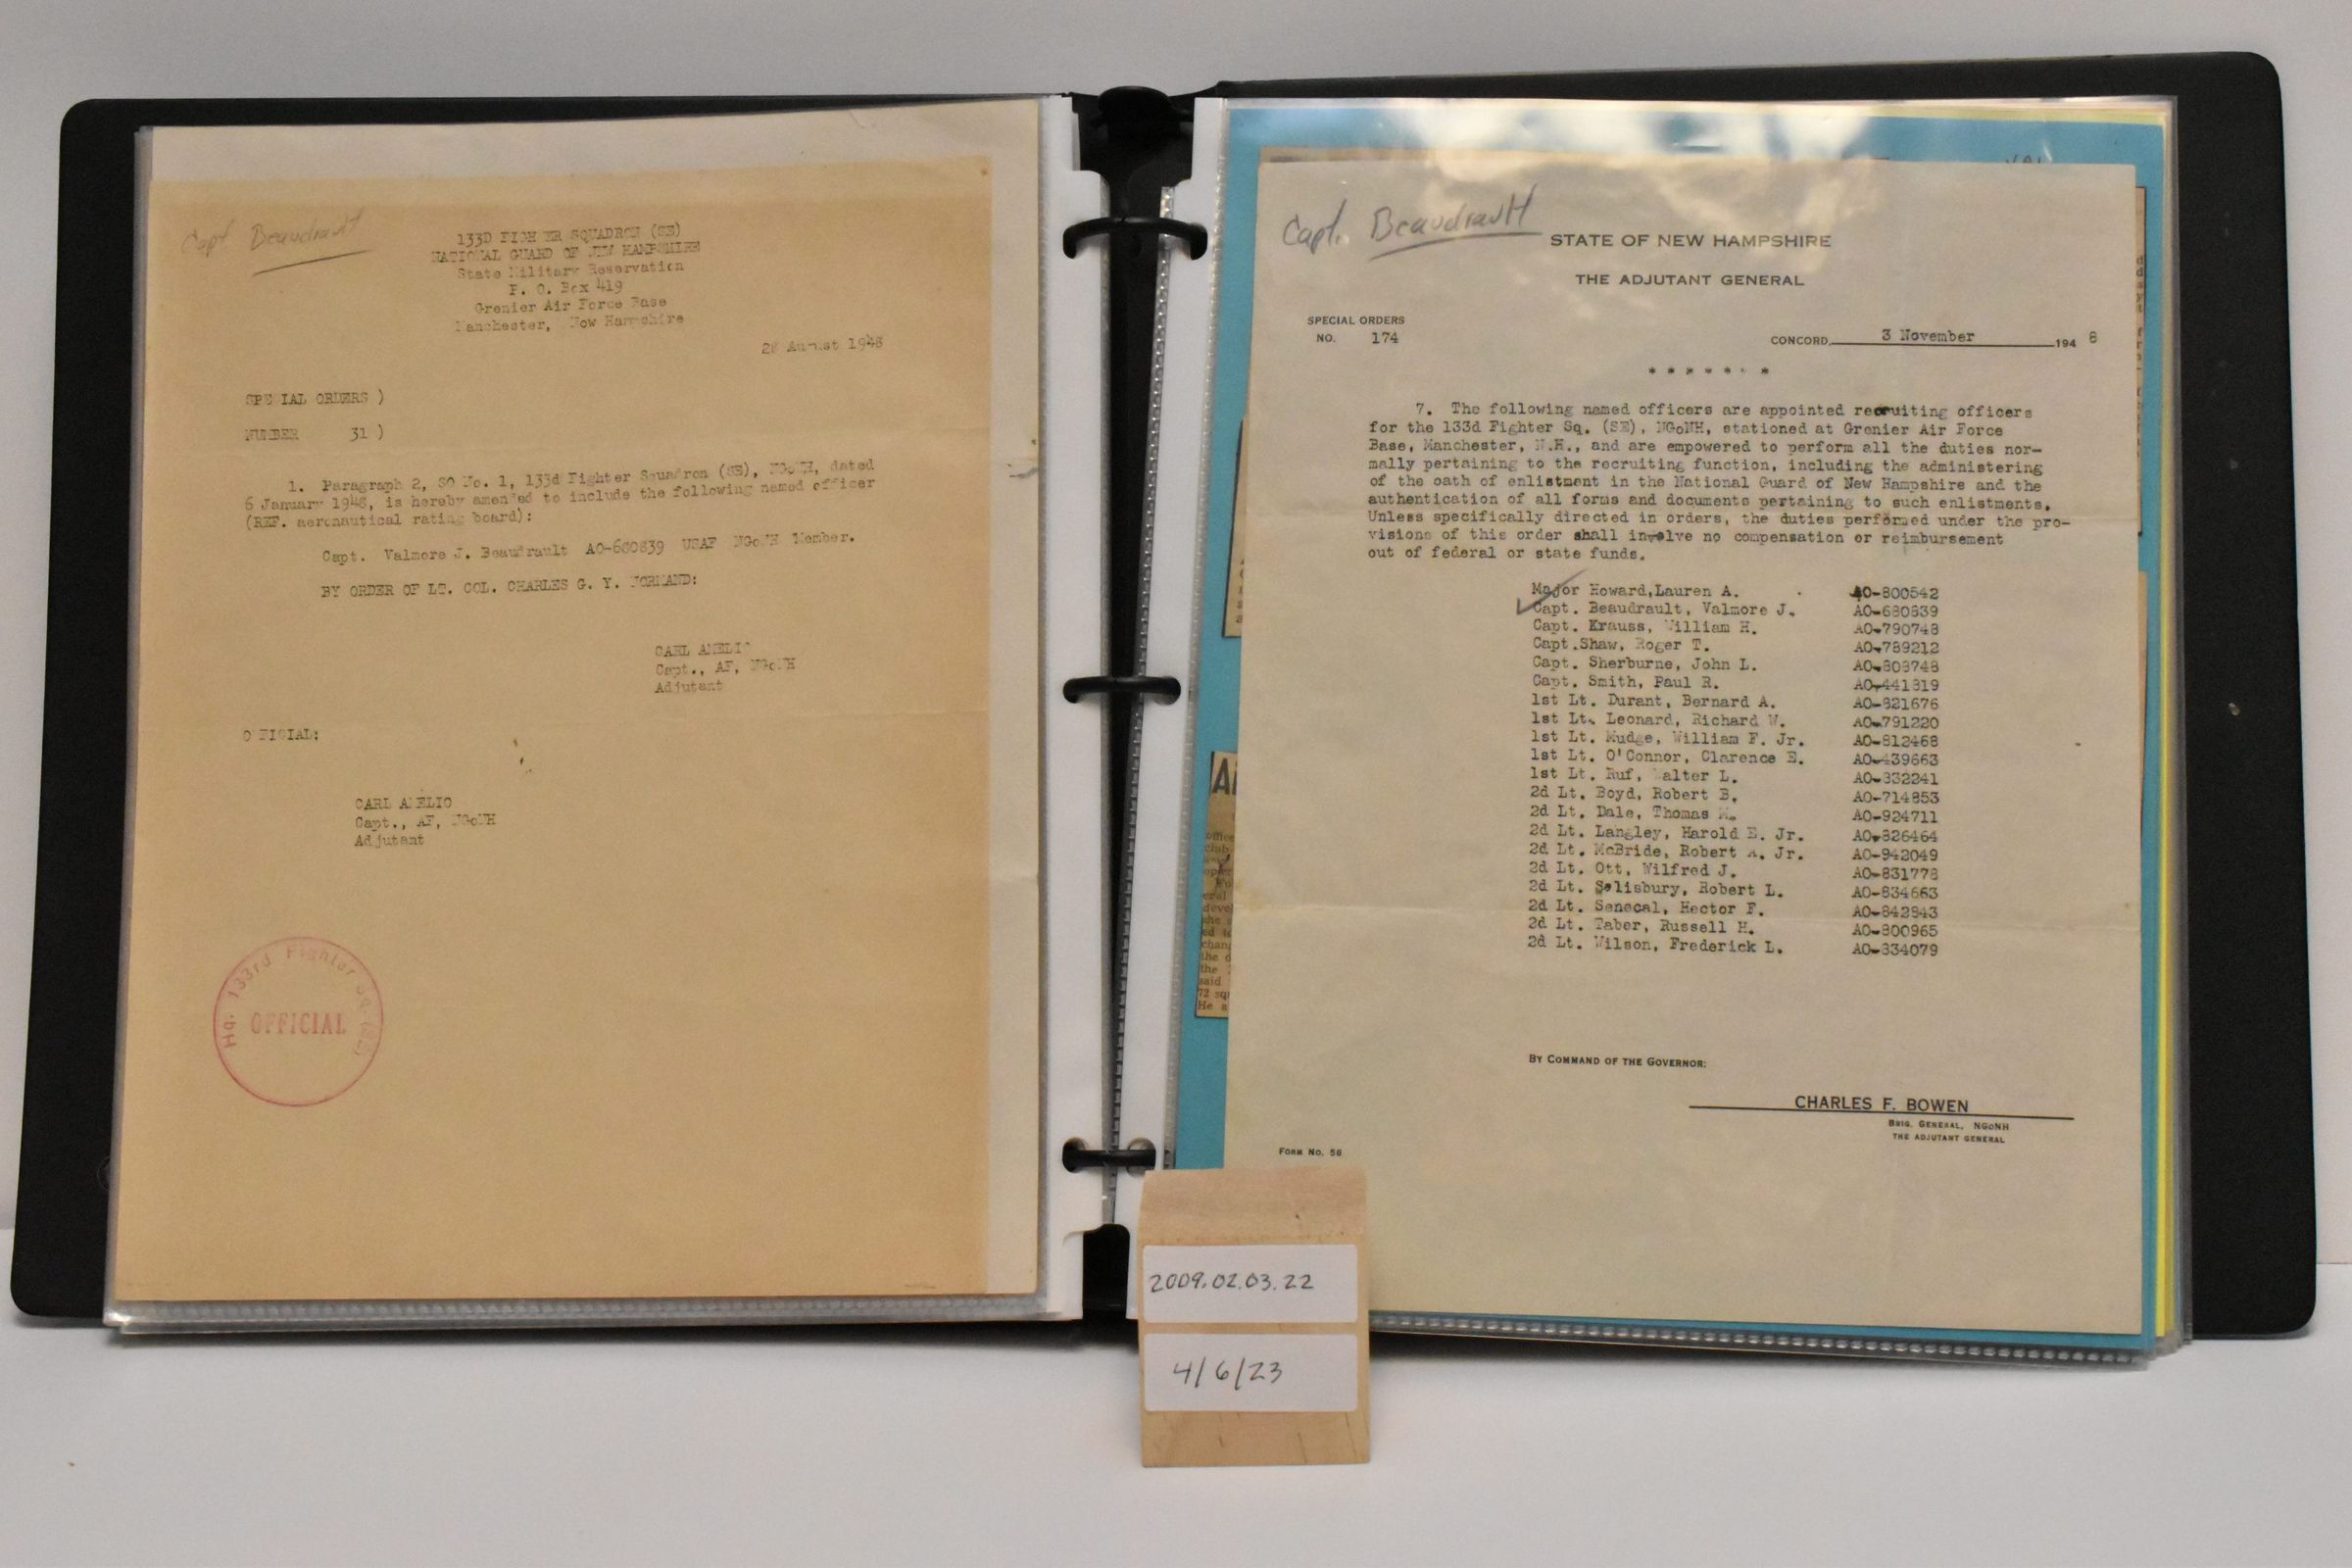 Capt. Beaudrault
133D FIGHTER SQUADRON (SE)
NATIONAL GUARD OF NEW HAMPSHIRE
State Military Reservation
P. O. Box 419
Grenier Air Force Base
Manchester, New Hampshire
August 1948
SPECIAL ORDERS )
NUMBER 31 )
1. Paragraph 2, SO No. 1, 133d Fighter Squadron (SE), NGoNH, dated
6 January 1948, is hereby amended to include the following named officer
(REF. aeronautical rating board):
Capt. Valmore J. Beaudrault AO-680839 USAF NGoNH Member.
BY ORDER OF LT. COL. CHARLES G. Y. NORMAND:
CARL AMELIO
Capt., AF, NGoNH
Adjutant
OFFICIAL:
CARL AMELIO
Capt., AF, NGoNH
Adjutant
Hq. 133rd Fighter Sq. (SE)
OFFICIAL
Capt. Beaudrault
STATE OF NEW HAMPSHIRE
THE ADJUTANT GENERAL
SPECIAL ORDERS
NO. 174
CONCORD, 3 November 1948
* * * * * * *
7. The following named officers are appointed recruiting officers
for the 133d Fighter Sq. (SE), NGoNH, stationed at Grenier Air Force
Base, Manchester, N.H., and are empowered to perform all the duties nor-
mally pertaining to the recruiting function, including the administering
of the oath of enlistment in the National Guard of New Hampshire and the
authentication of all forms and documents pertaining to such enlistments.
Unless specifically directed in orders, the duties performed under the pro-
visions of this order shall involve no compensation or reimbursement
out of federal or state funds.
Major Howard,Lauren A. AO-800542
Capt. Beaudrault, Valmore J. AO-680839
Capt. Krauss, William H. AO-790748
Capt.Shaw, Roger T. AO-789212
Capt. Sherburne, John L. AO-808748
Capt. Smith, Paul R. AO-441819
1st Lt. Durant, Bernard A. AO-821676
1st Lt. Leonard, Richard W. AO-791220
1st Lt. Mudge, William F. Jr. AO-812468
1st Lt. O'Connor, Clarence E. AO-439663
1st Lt. Ruf, Walter L. AO-832241
2d Lt. Boyd, Robert B. AO-714853
2d Lt. Dale, Thomas M. AO-924711
2d Lt. Langley, Harold E. Jr. AO-826464
2d Lt. McBride, Robert A. Jr. AO-942049
2d Lt. Ott, Wilfred J. AO-831778
2d Lt. Salisbury, Robert L. AO-834663
2d Lt. Senecal, Hector F. AO-842843
2d Lt. Taber, Russell H. AO-800965
2d Lt. Wilson, Frederick L. AO-834079
BY COMMAND OF THE GOVERNOR:
CHARLES F. BOWEN
BRIG. GENERAL, NGONH
THE ADJUTANT GENERAL
FORM NO. 56
2009.02.03.22
4/6/23